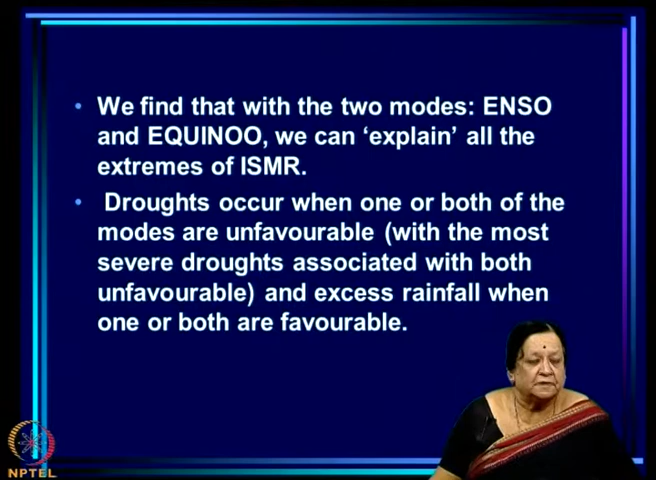 We find that with the two modes: ENSO
and EQUINOO, we can ‘explain’ all the
extremes of ISMR.
Droughts occur when one or both of the
modes are unfavourable (with the most
severe droughts associated with both
unfavourable) and excess rainfall when
one or both are favourable.
NPTEL